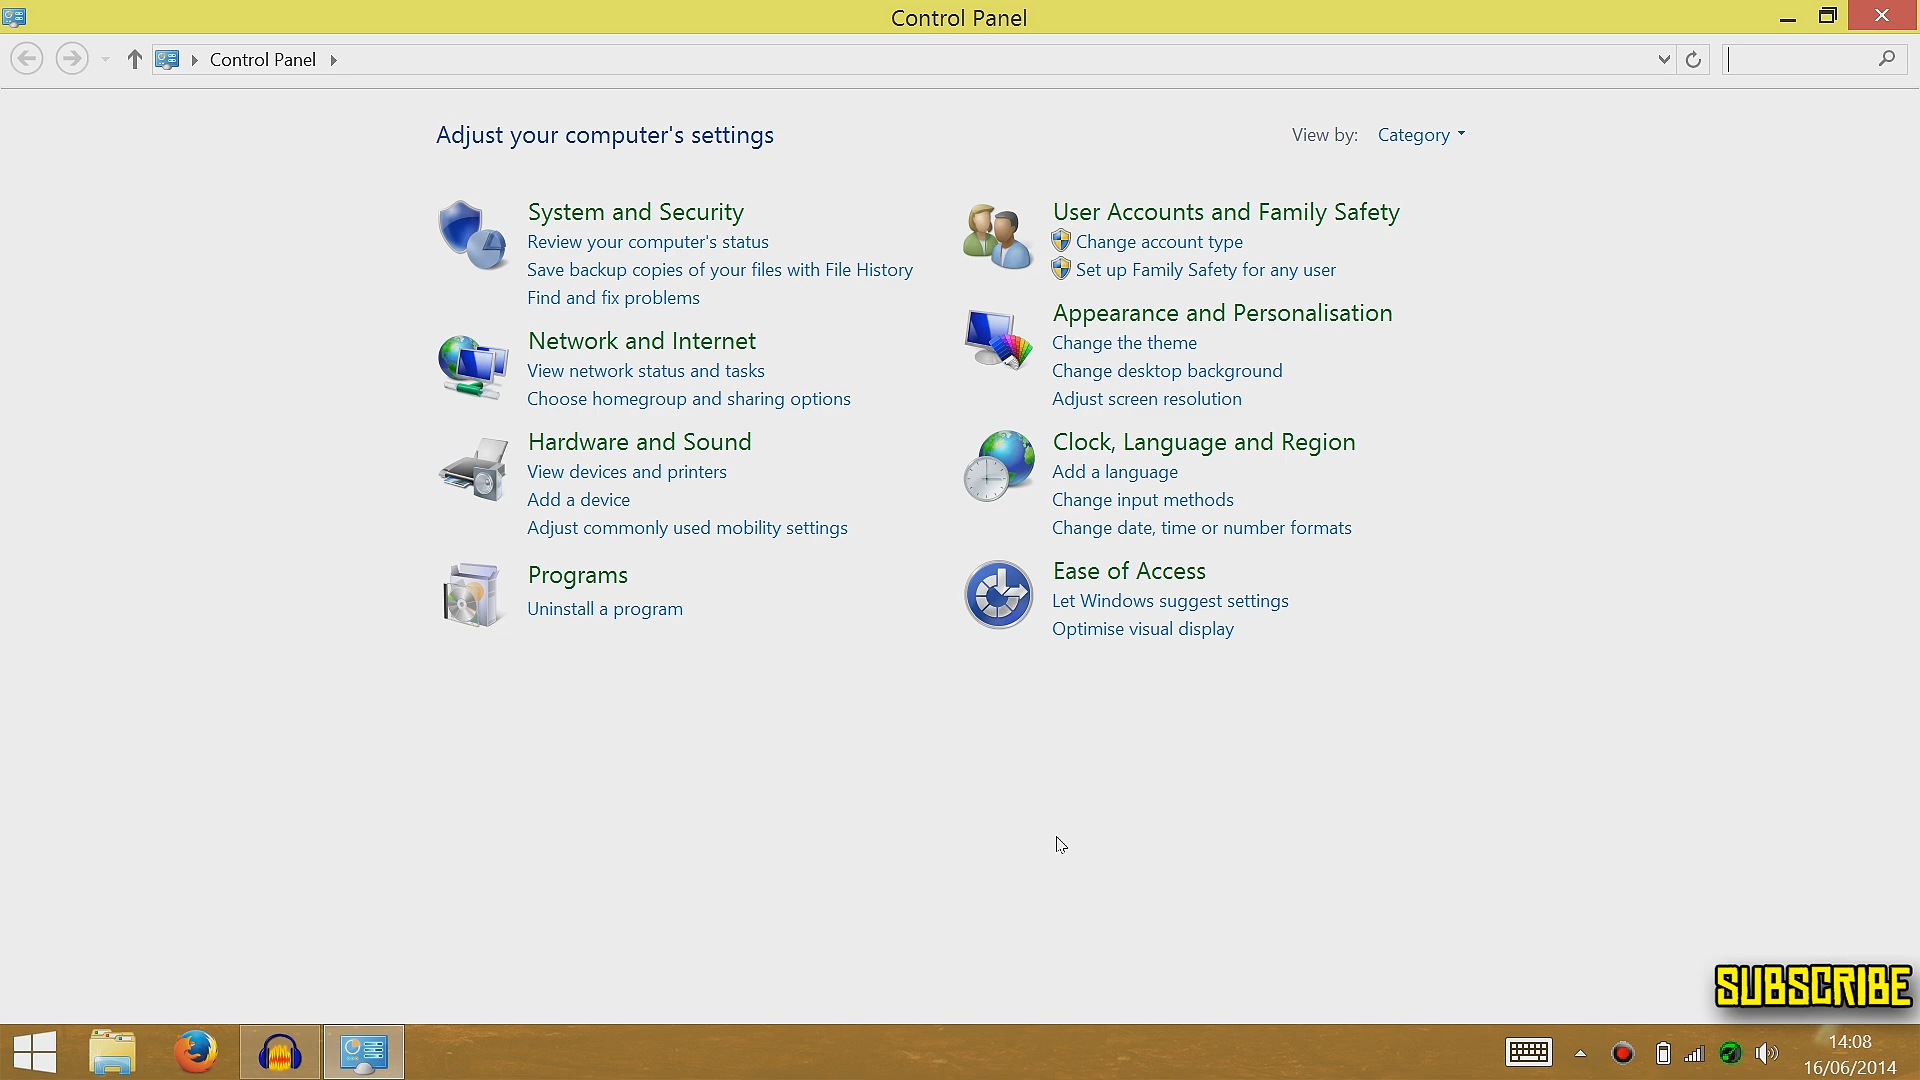 Control Panel
Control Panel
Adjust your computer's settings
View by: Category
System and Security
Review your computer's status
Save backup copies of your files with File History
Find and fix problems
Network and Internet
View network status and tasks
Choose homegroup and sharing options
Hardware and Sound
View devices and printers
Add a device
Adjust commonly used mobility settings
Programs
Uninstall a program
User Accounts and Family Safety
Change account type
Set up Family Safety for any user
Appearance and Personalisation
Change the theme
Change desktop background
Adjust screen resolution
Clock, Language and Region
Add a language
Change input methods
Change date, time or number formats
Ease of Access
Let Windows suggest settings
Optimise visual display
SUBSCRIBE
14:08
16/06/2014